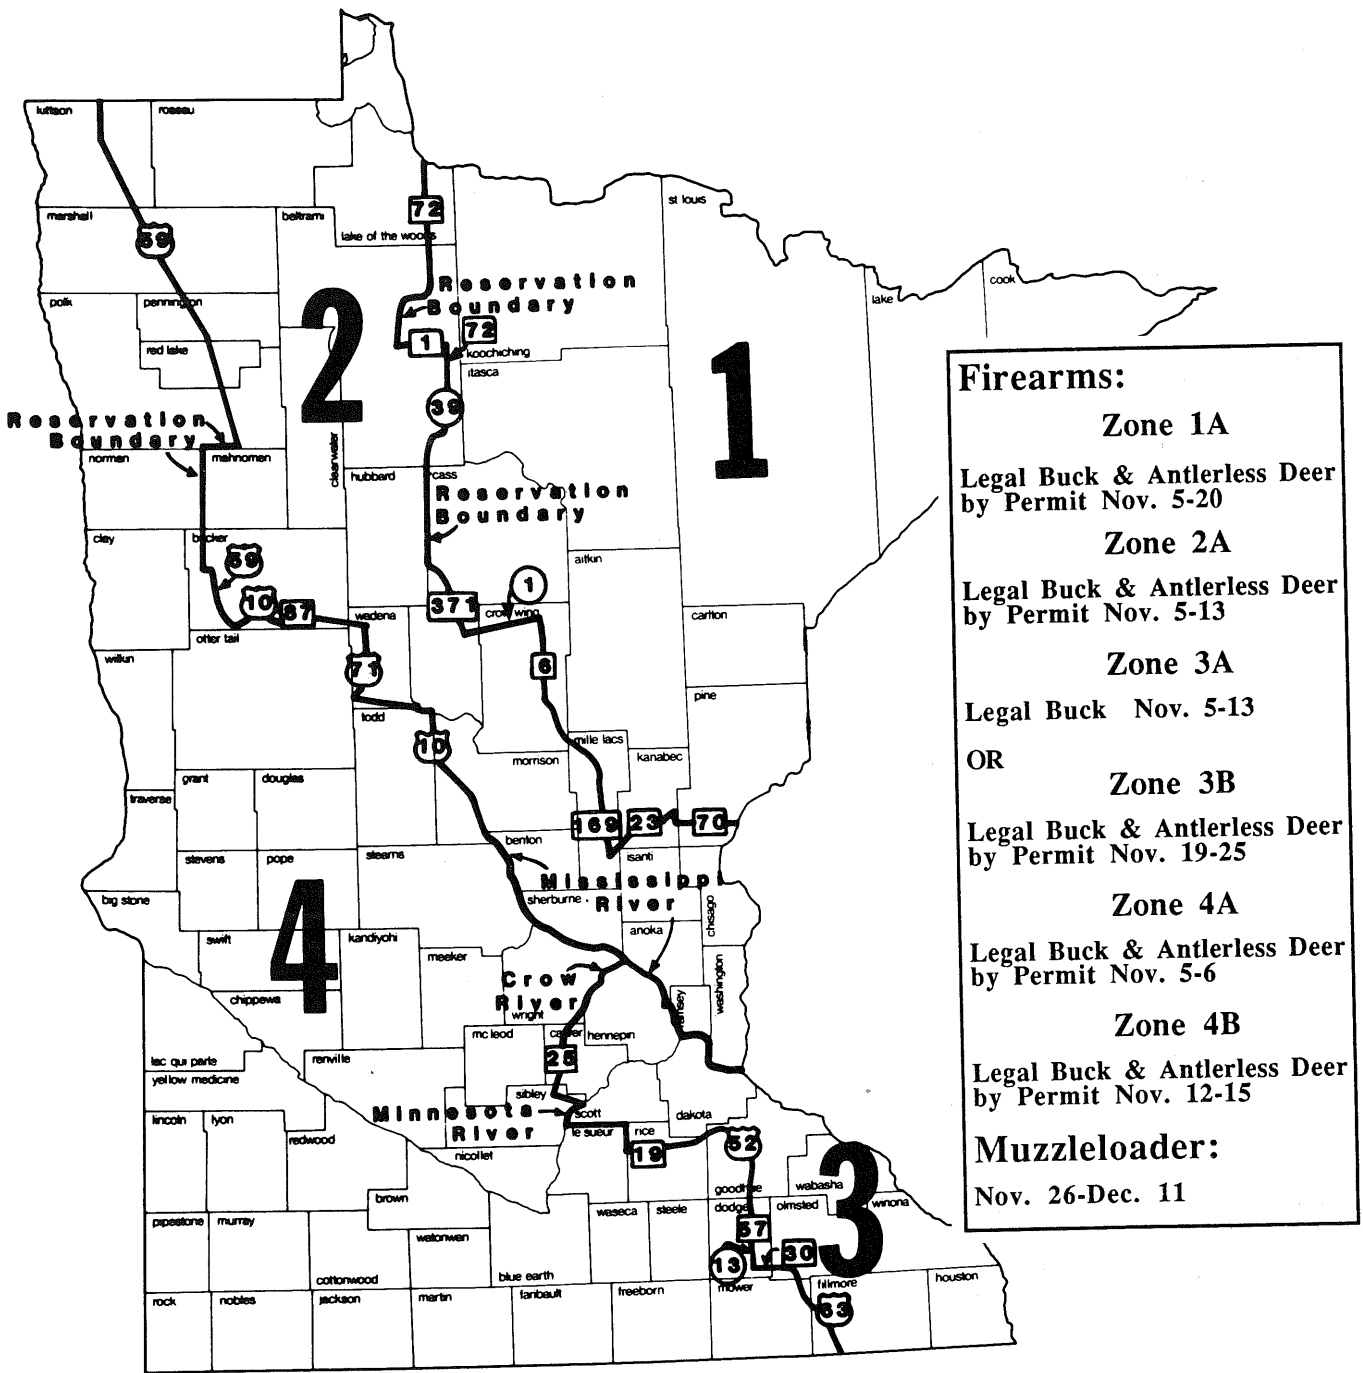 kittson
roseau
st louis
72
marshall
beltrami
lake of the woods
59
cook
lake
polk
pennington
Reservation
Boundary
2
72
1
koochiching
red lake
itasca
1
39
Reservation
Boundary
norman
mahnomen
clearwater
hubbard
cass
Reservation
Boundary
clay
becker
59
aitkin
1
10
87
371
crow wing
wadena
carlton
otter tail
wilkin
71
6
pine
todd
10
mille lacs
morrison
kanabec
grant
douglas
traverse
169
23
70
benton
stevens
pope
stearns
isanti
Mississippi
River
big stone
sherburne
chisago
4
swift
kandiyohi
anoka
meeker
Crow
River
washington
chippewa
wright
ramsey
mc leod
carver
hennepin
lac qui parle
renville
25
yellow medicine
sibley
Minnesota
River
scott
dakota
lincoln
lyon
redwood
le sueur
rice
52
19
nicollet
3
goodhue
wabasha
brown
waseca
steele
dodge
olmsted
winona
pipestone
murray
57
watonwan
30
13
cottonwood
blue earth
fillmore
houston
rock
nobles
jackson
martin
faribault
freeborn
mower
63
Firearms:
Zone 1A
Legal Buck & Antlerless Deer
by Permit Nov. 5-20
Zone 2A
Legal Buck & Antlerless Deer
by Permit Nov. 5-13
Zone 3A
Legal Buck Nov. 5-13
OR
Zone 3B
Legal Buck & Antlerless Deer
by Permit Nov. 19-25
Zone 4A
Legal Buck & Antlerless Deer
by Permit Nov. 5-6
Zone 4B
Legal Buck & Antlerless Deer
by Permit Nov. 12-15
Muzzleloader:
Nov. 26-Dec. 11